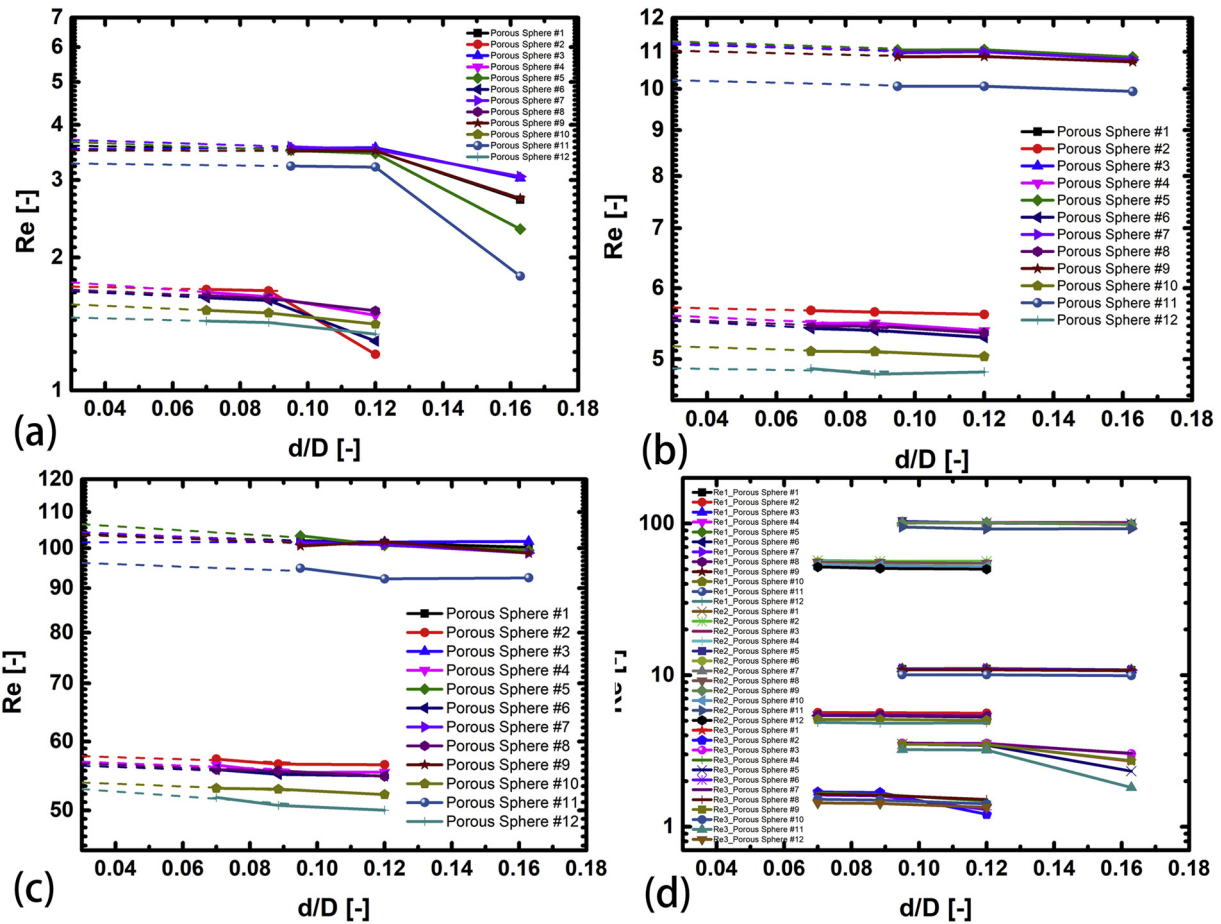 7
6
5
4
3
2
1
Re [-]
Porous Sphere #1
Porous Sphere #2
Porous Sphere #3
Porous Sphere #4
Porous Sphere #5
Porous Sphere #6
Porous Sphere #7
Porous Sphere #8
Porous Sphere #9
Porous Sphere #10
Porous Sphere #11
Porous Sphere #12
0.04 0.06 0.08 0.10 0.12 0.14 0.16 0.18
d/D [-]
(a)
12
11
10
9
8
7
6
5
Re [-]
Porous Sphere #1
Porous Sphere #2
Porous Sphere #3
Porous Sphere #4
Porous Sphere #5
Porous Sphere #6
Porous Sphere #7
Porous Sphere #8
Porous Sphere #9
Porous Sphere #10
Porous Sphere #11
Porous Sphere #12
0.04 0.06 0.08 0.10 0.12 0.14 0.16 0.18
d/D [-]
(b)
120
110
100
90
80
70
60
50
Re [-]
Porous Sphere #1
Porous Sphere #2
Porous Sphere #3
Porous Sphere #4
Porous Sphere #5
Porous Sphere #6
Porous Sphere #7
Porous Sphere #8
Porous Sphere #9
Porous Sphere #10
Porous Sphere #11
Porous Sphere #12
0.04 0.06 0.08 0.10 0.12 0.14 0.16 0.18
d/D [-]
(c)
100
10
1
Re [-]
Re1_Porous Sphere #1
Re1_Porous Sphere #2
Re1_Porous Sphere #3
Re1_Porous Sphere #4
Re1_Porous Sphere #5
Re1_Porous Sphere #6
Re1_Porous Sphere #7
Re1_Porous Sphere #8
Re1_Porous Sphere #9
Re1_Porous Sphere #10
Re1_Porous Sphere #11
Re1_Porous Sphere #12
Re2_Porous Sphere #1
Re2_Porous Sphere #2
Re2_Porous Sphere #3
Re2_Porous Sphere #4
Re2_Porous Sphere #5
Re2_Porous Sphere #6
Re2_Porous Sphere #7
Re2_Porous Sphere #8
Re2_Porous Sphere #9
Re2_Porous Sphere #10
Re2_Porous Sphere #11
Re2_Porous Sphere #12
Re3_Porous Sphere #1
Re3_Porous Sphere #2
Re3_Porous Sphere #3
Re3_Porous Sphere #4
Re3_Porous Sphere #5
Re3_Porous Sphere #6
Re3_Porous Sphere #7
Re3_Porous Sphere #8
Re3_Porous Sphere #9
Re3_Porous Sphere #10
Re3_Porous Sphere #11
Re3_Porous Sphere #12
0.04 0.06 0.08 0.10 0.12 0.14 0.16 0.18
d/D [-]
(d)